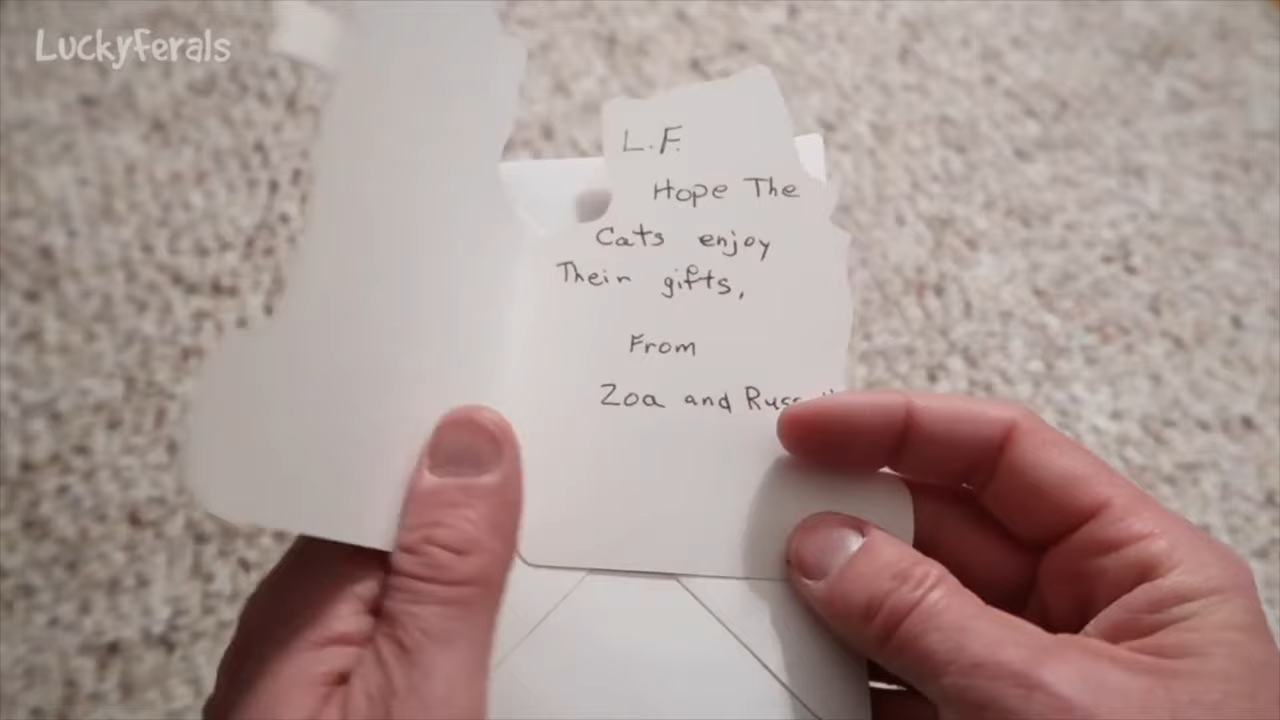 LuckyFerals
L.F.
Hope The
Cats enjoy
Their gifts,
From
Zoa and